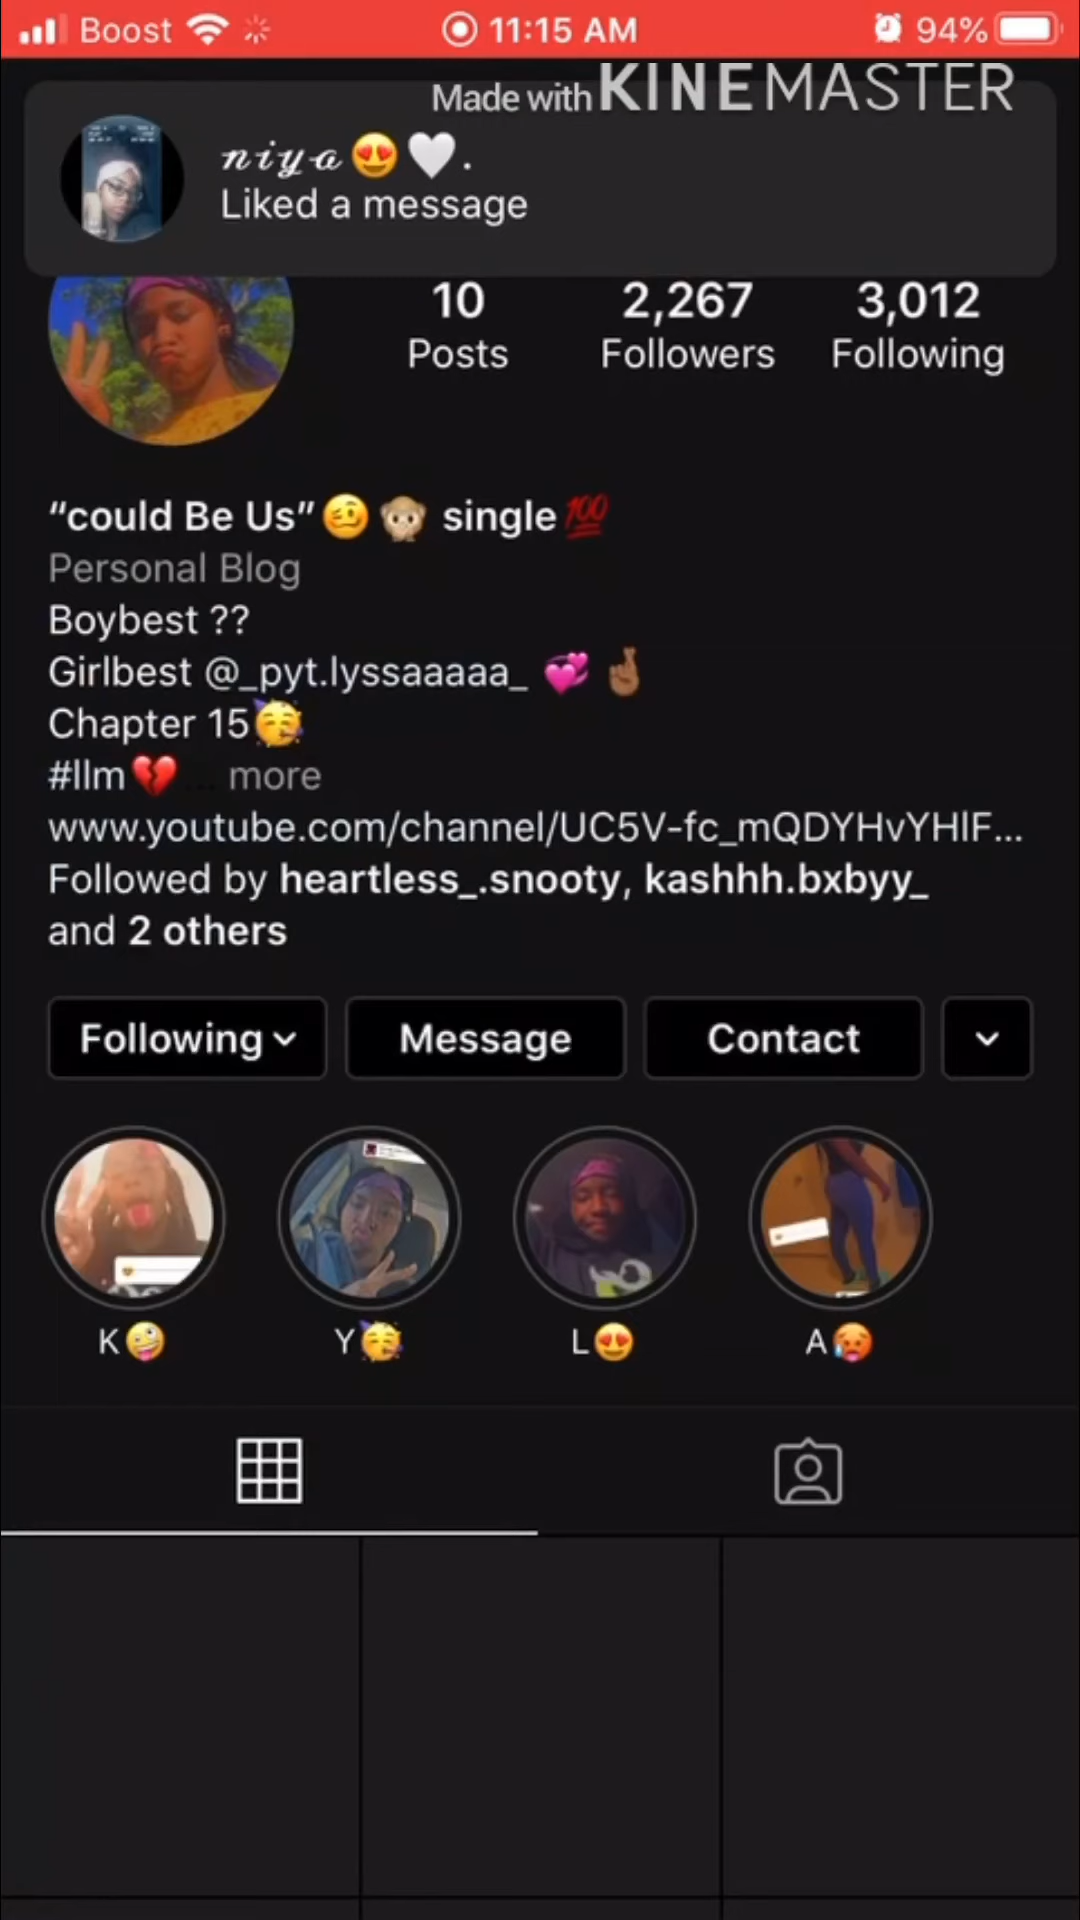 Boost 11:15 AM 94%
Made with KINEMASTER
niya😍🤍.
Liked a message
10 2,267 3,012
Posts Followers Following
“could Be Us”🥴🙊 single💯
Personal Blog
Boybest ??
Girlbest @_pyt.lyssaaaaa_ 💞🤞🏾
Chapter 15🥳
#llm💔... more
www.youtube.com/channel/UC5V-fc_mQDYHvYHlF...
Followed by heartless_.snooty, kashhh.bxbyy_
and 2 others
Following Message Contact
K🤪 Y🥳 L😍 A🥵